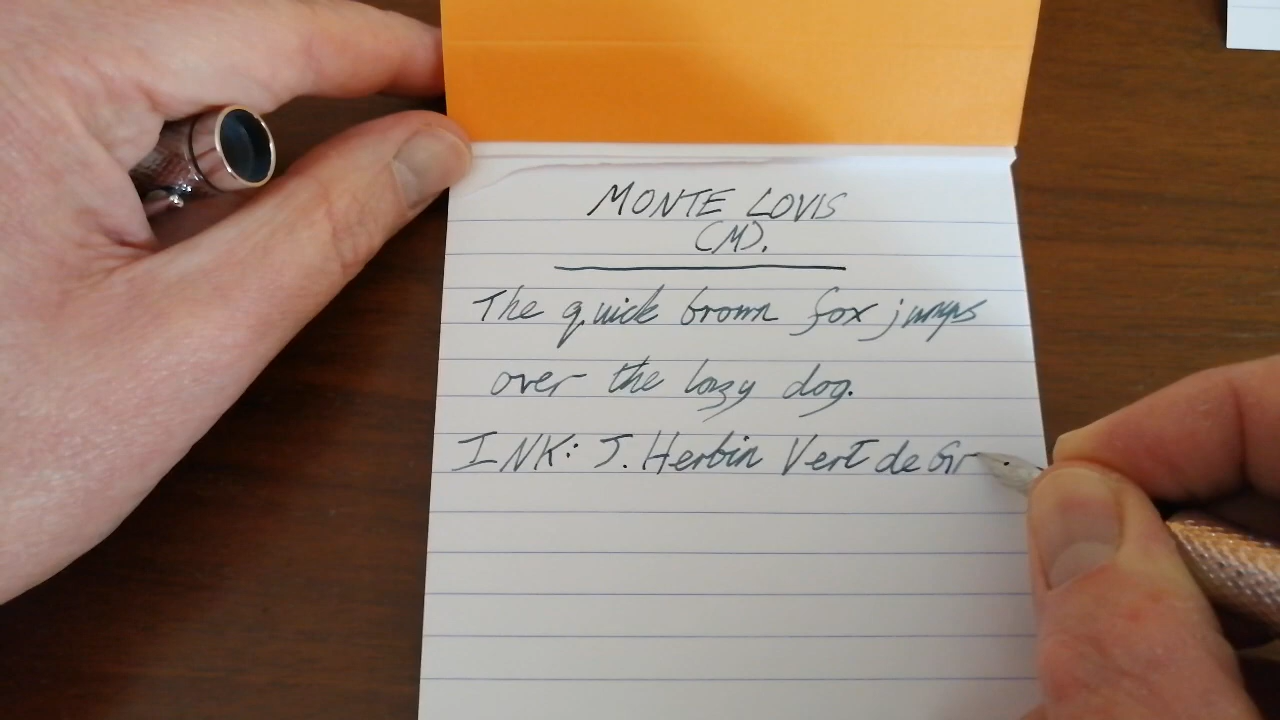 MONTE LOVIS
(M).
The quick brown fox jumps
over the lazy dog.
INK: J. Herbin Vert de Gr